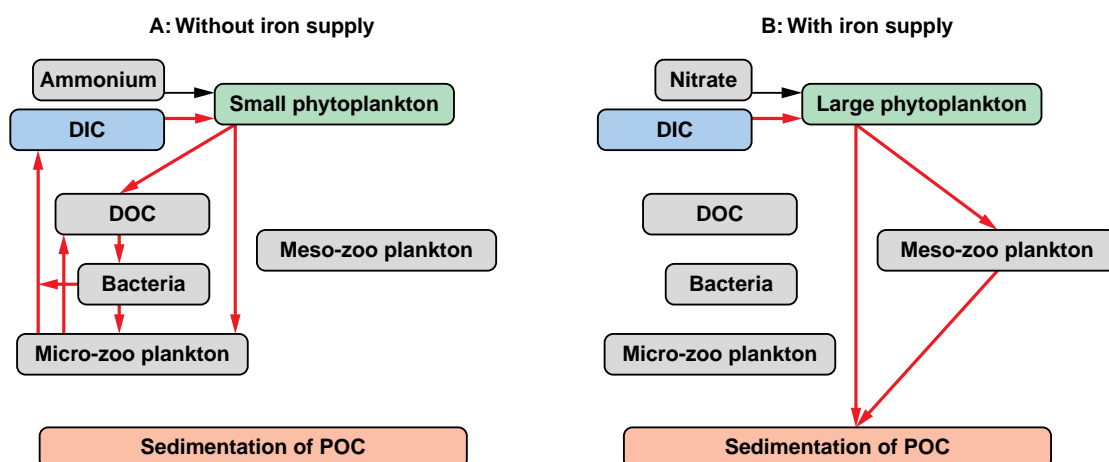 A: Without iron supply
Ammonium
Small phytoplankton
DIC
DOC
Meso-zoo plankton
Bacteria
Micro-zoo plankton
Sedimentation of POC
B: With iron supply
Nitrate
Large phytoplankton
DIC
DOC
Meso-zoo plankton
Bacteria
Micro-zoo plankton
Sedimentation of POC